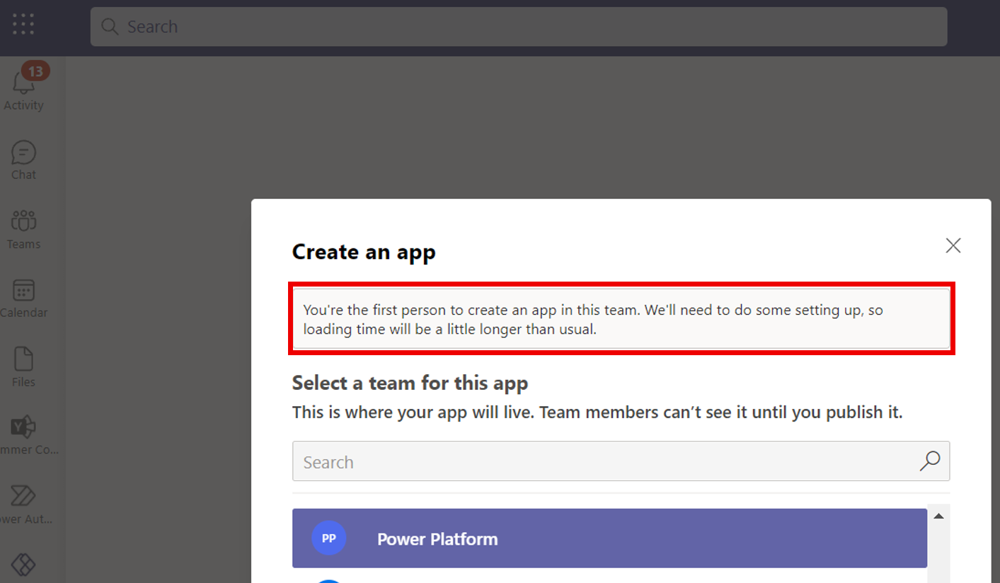 Search
13
Activity
Chat
Teams
Calendar
Files
Y
mmer Co...
ower Aut...
Create an app
You're the first person to create an app in this team. We'll need to do some setting up, so
loading time will be a little longer than usual.
Select a team for this app
This is where your app will live. Team members can’t see it until you publish it.
Search
PP
Power Platform